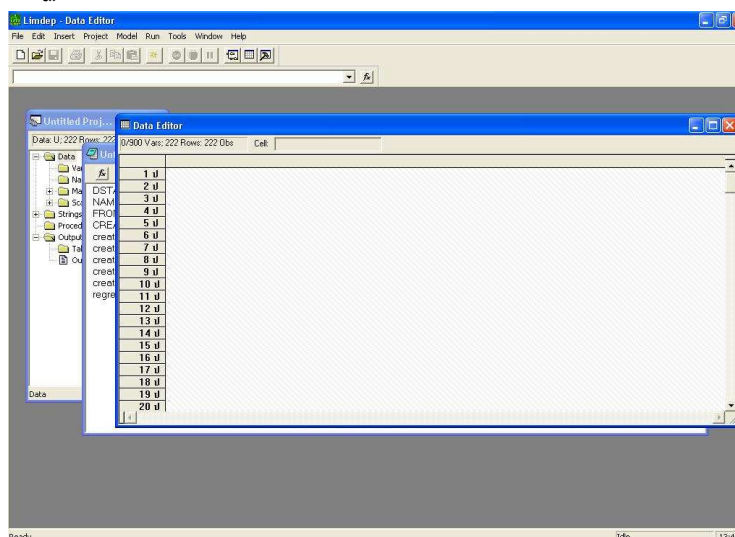 Limdep - Data Editor
File Edit Insert Project Model Run Tools Window Help
fx
Untitled Proj...
Data: U; 222 Rows: 222
Data
Output
Data
fx
DSTA
NAM
FRO
CREA
creat
creat
creat
creat
creat
regre
Data Editor
0/900 Vars; 222 Rows: 222 Obs Cell:
1 »
2 »
3 »
4 »
5 »
6 »
7 »
8 »
9 »
10 »
11 »
12 »
13 »
14 »
15 »
16 »
17 »
18 »
19 »
20 »
Idle